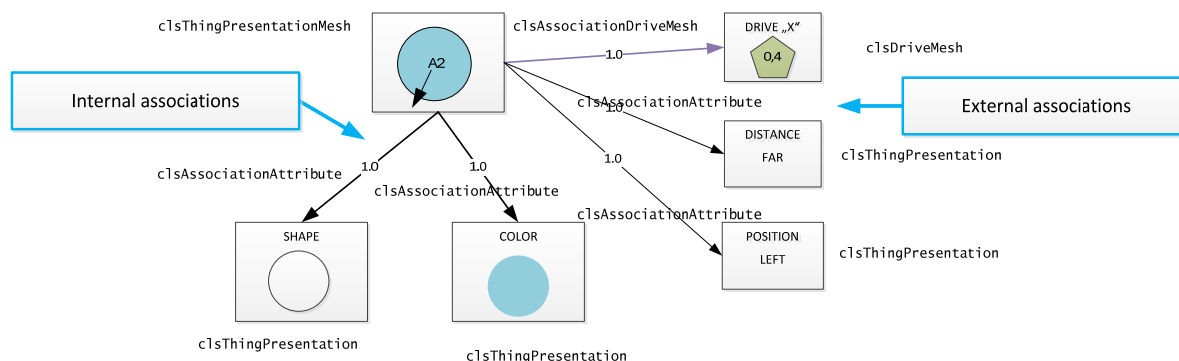 clsThingPresentationMesh
clsAssociationDriveMesh
DRIVE „X“
0,4
clsDriveMesh
A2
1.0
Internal associations
External associations
clsAssociationAttribute
1.0
DISTANCE
FAR
clsThingPresentation
1.0
1.0
1.0
clsAssociationAttribute
clsAssociationAttribute
clsAssociationAttribute
SHAPE
COLOR
POSITION
LEFT
clsThingPresentation
clsThingPresentation
clsThingPresentation